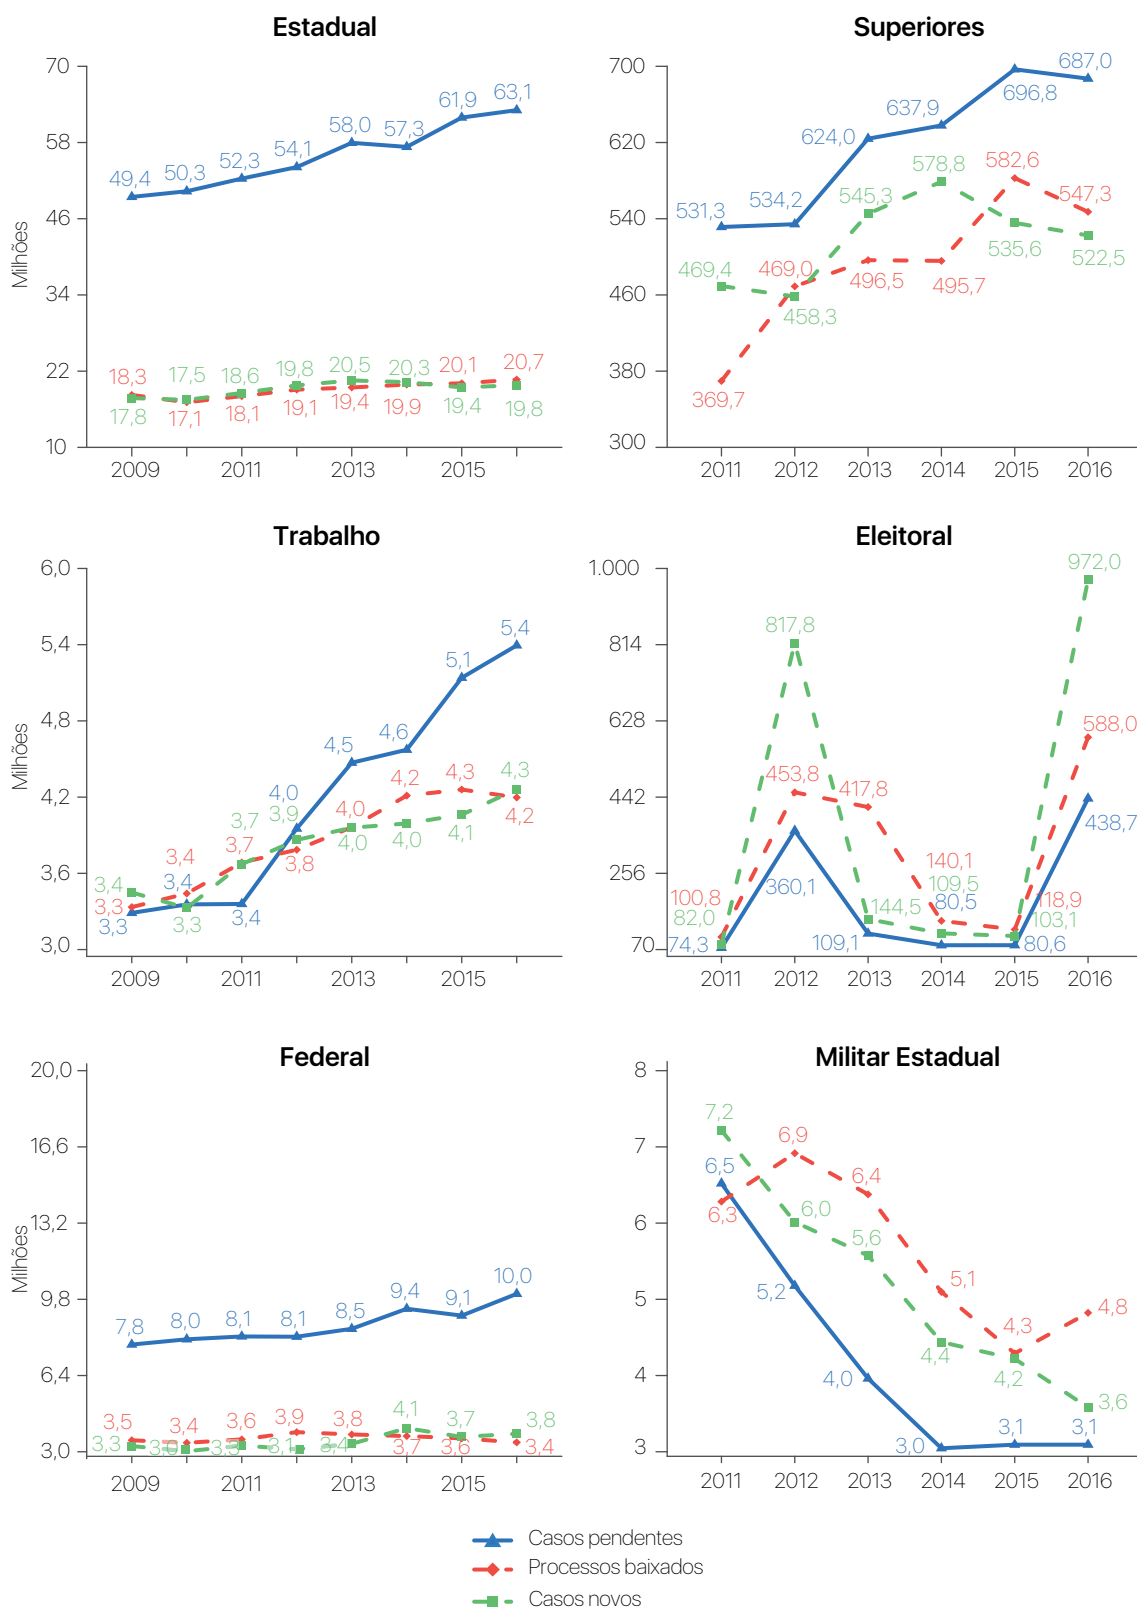 Estadual
Milhões
70
58
46
34
22
10
49,4 50,3 52,3 54,1 58,0 57,3 61,9 63,1
18,3 17,1 18,1 19,1 19,4 19,9 20,1 20,7
17,8 17,5 18,6 19,8 20,5 20,3 19,4 19,8
2009 2011 2013 2015
Superiores
700
620
540
460
380
300
531,3 534,2 624,0 637,9 696,8 687,0
369,7 469,0 496,5 495,7 582,6 547,3
469,4 458,3 545,3 578,8 535,6 522,5
2011 2012 2013 2014 2015 2016
Trabalho
Milhões
6,0
5,4
4,8
4,2
3,6
3,0
3,3 3,4 3,4 4,0 4,5 4,6 5,1 5,4
3,3 3,4 3,7 3,8 4,0 4,2 4,3 4,2
3,4 3,3 3,7 3,9 4,0 4,0 4,1 4,3
2009 2011 2013 2015
Eleitoral
1.000
814
628
442
256
70
74,3 360,1 109,1 80,5 80,6 438,7
100,8 453,8 417,8 140,1 118,9 588,0
82,0 817,8 144,5 109,5 103,1 972,0
2011 2012 2013 2014 2015 2016
Federal
Milhões
20,0
16,6
13,2
9,8
6,4
3,0
7,8 8,0 8,1 8,1 8,5 9,4 9,1 10,0
3,5 3,4 3,6 3,9 3,8 3,7 3,6 3,4
3,3 3,3 3,1 3,4 4,1 3,7 3,8
2009 2011 2013 2015
Militar Estadual
8
7
6
5
4
3
6,5 5,2 4,0 3,0 3,1 3,1
6,3 6,9 6,4 5,1 4,3 4,8
7,2 6,0 5,6 4,4 4,2 3,6
2011 2012 2013 2014 2015 2016
Casos pendentes
Processos baixados
Casos novos